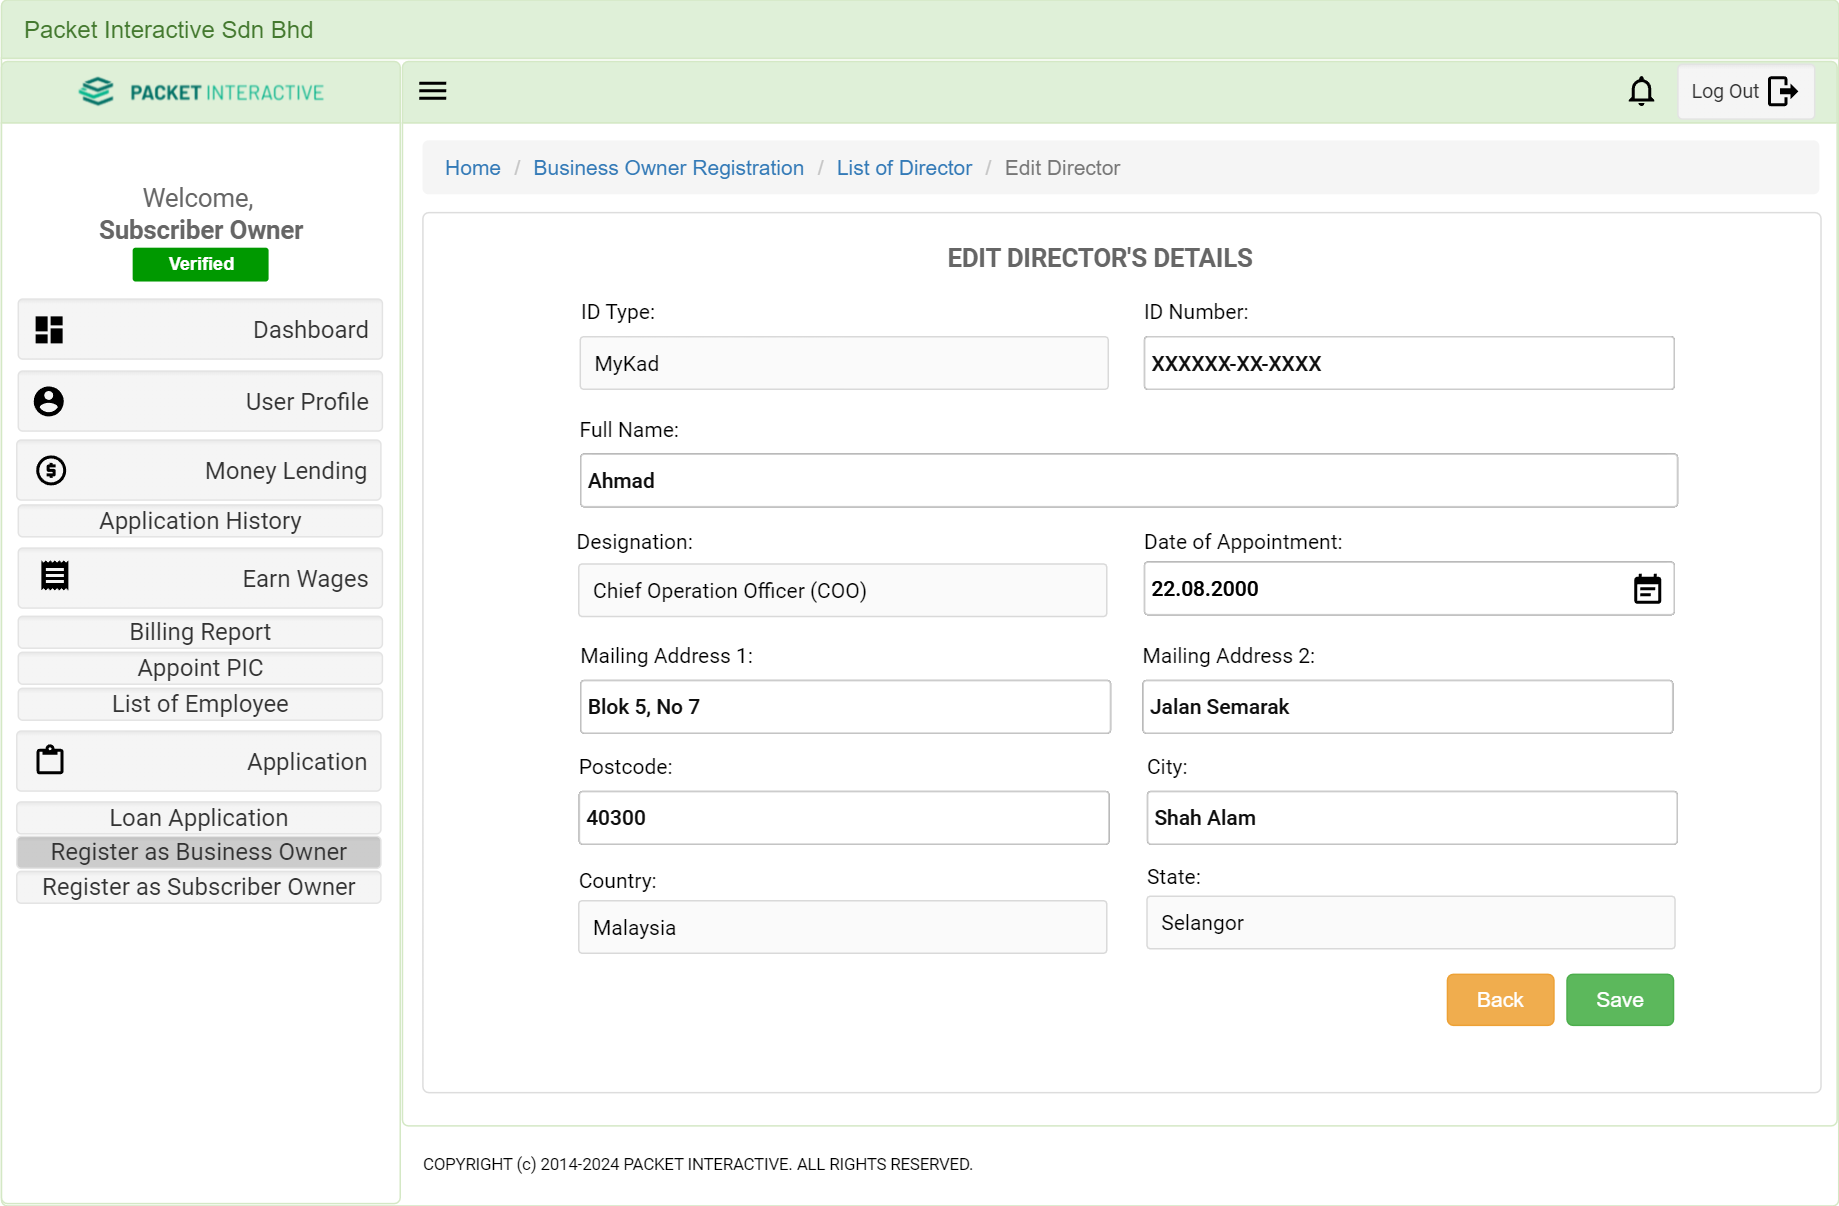 Packet Interactive Sdn Bhd
PACKET INTERACTIVE
Log Out
Welcome,
Subscriber Owner
Verified
Dashboard
User Profile
Money Lending
Application History
Earn Wages
Billing Report
Appoint PIC
List of Employee
Application
Loan Application
Register as Business Owner
Register as Subscriber Owner
Home / Business Owner Registration / List of Director / Edit Director
EDIT DIRECTOR'S DETAILS
ID Type:
MyKad
ID Number:
XXXXXX-XX-XXXX
Full Name:
Ahmad
Designation:
Chief Operation Officer (COO)
Date of Appointment:
22.08.2000
Mailing Address 1:
Blok 5, No 7
Mailing Address 2:
Jalan Semarak
Postcode:
40300
City:
Shah Alam
Country:
Malaysia
State:
Selangor
Back
Save
COPYRIGHT (c) 2014-2024 PACKET INTERACTIVE. ALL RIGHTS RESERVED.